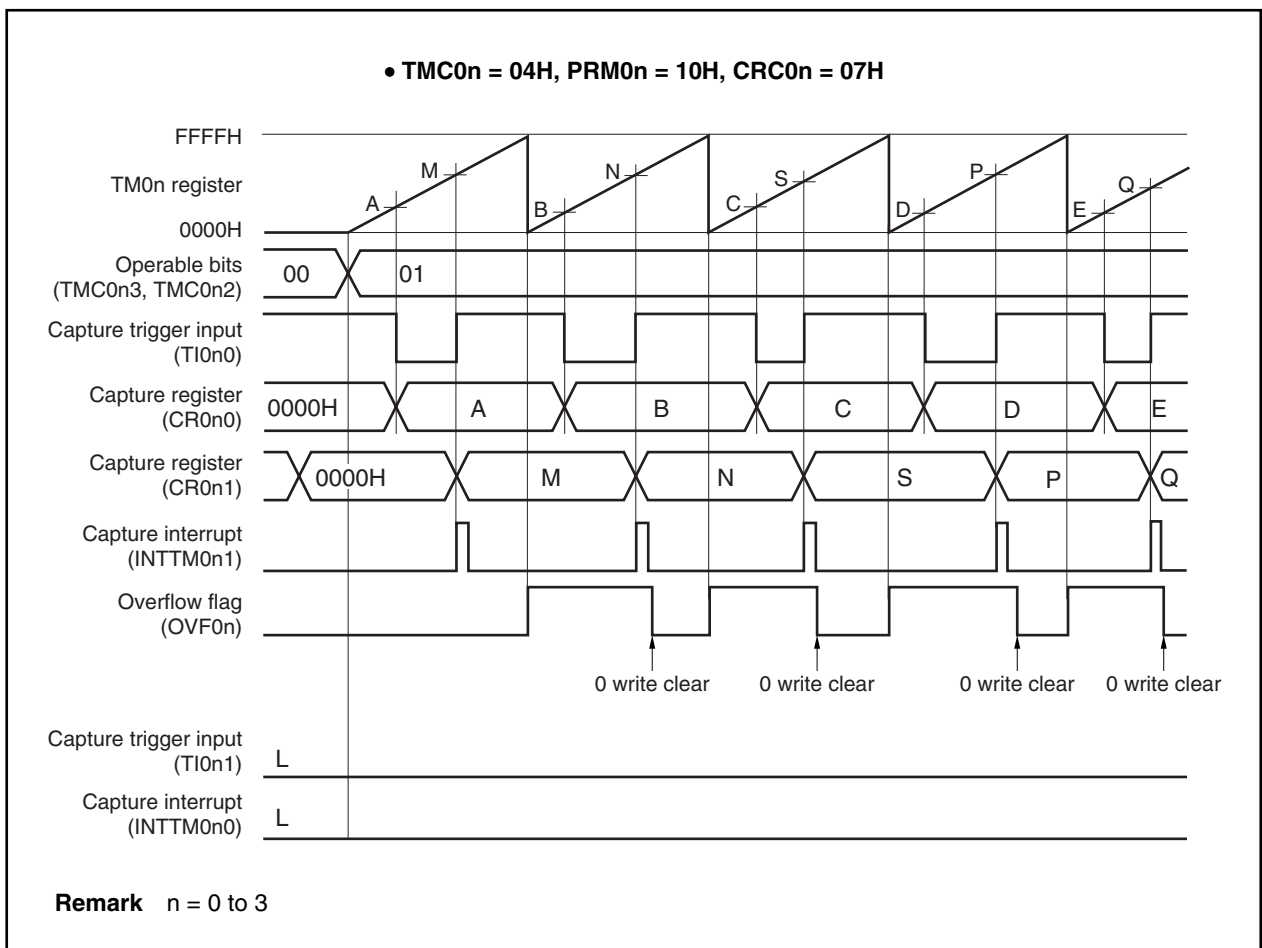 • TMC0n = 04H, PRM0n = 10H, CRC0n = 07H
FFFFH
TM0n register
0000H
A
M
B
N
C
S
D
P
E
Q
Operable bits
(TMC0n3, TMC0n2)
00
01
Capture trigger input
(TI0n0)
Capture register
(CR0n0)
0000H
A
B
C
D
E
Capture register
(CR0n1)
0000H
M
N
S
P
Q
Capture interrupt
(INTTM0n1)
Overflow flag
(OVF0n)
0 write clear
0 write clear
0 write clear
0 write clear
Capture trigger input
(TI0n1)
L
Capture interrupt
(INTTM0n0)
L
Remark n = 0 to 3